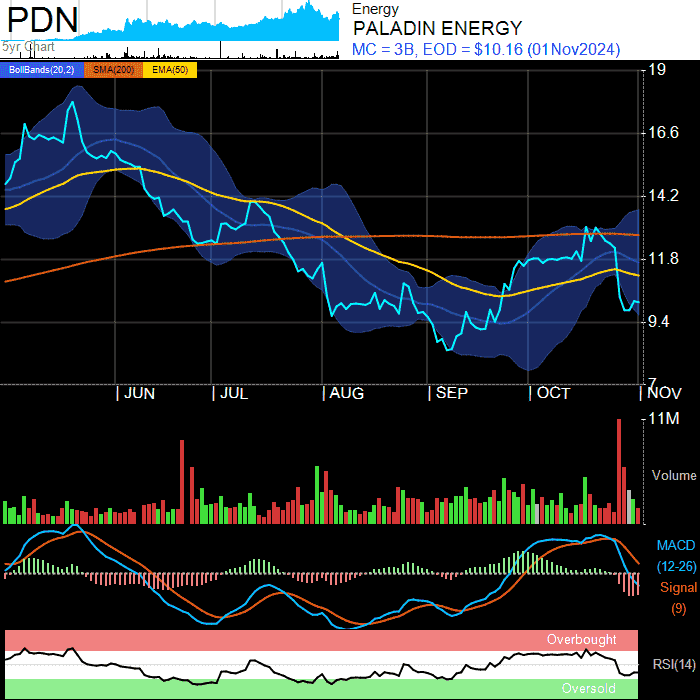 PDN
5yr Chart
Energy
PALADIN ENERGY
MC = 3B, EOD = $10.16 (01Nov2024)
BollBands(20,2) SMA(200) EMA(50)
19
16.6
14.2
11.8
9.4
7
| JUN | JUL | AUG | SEP | OCT | NOV
11M
Volume
MACD
(12-26)
Signal
(9)
Overbought
RSI(14)
Oversold